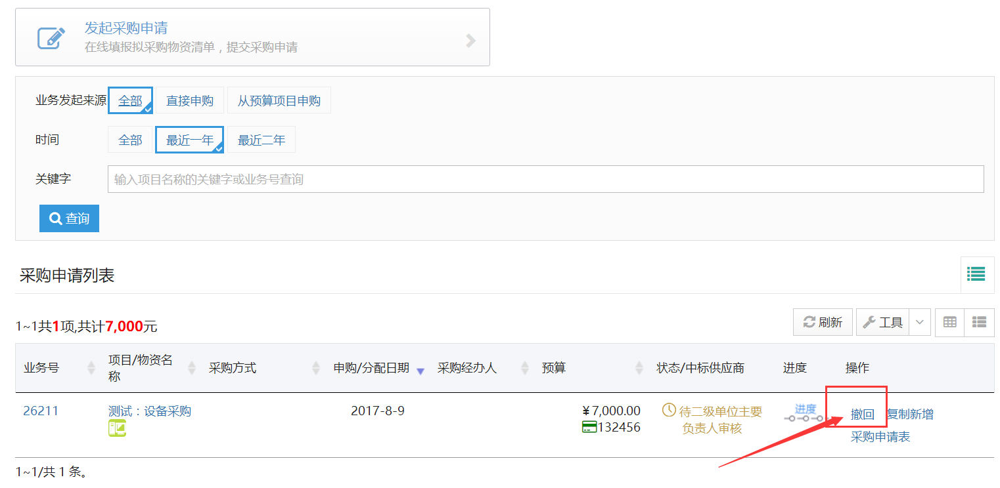 发起采购申请
在线填报拟采购物资清单，提交采购申请
业务发起来源 全部 直接申购 从预算项目申购
时间 全部 最近一年 最近二年
关键字 输入项目名称的关键字或业务号查询
查询
采购申请列表
1~1共1项,共计7,000元 刷新 工具
业务号 项目/物资名称 采购方式 申购/分配日期 采购经办人 预算 状态/中标供应商 进度 操作
26211 测试：设备采购 2017-8-9 ¥7,000.00 待二级单位主要 进度 撤回 复制新增
132456 负责人审核 采购申请表
1~1/共 1 条。